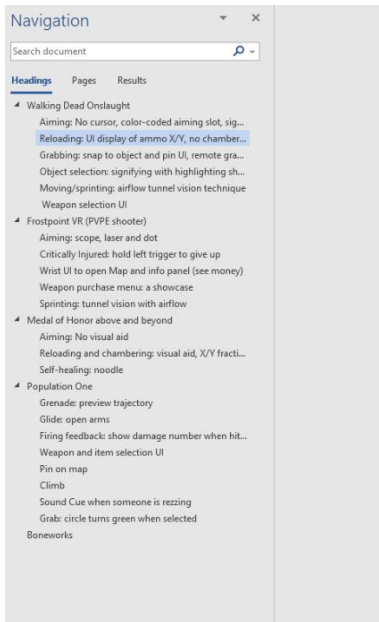 Navigation
Search document
Headings Pages Results
Walking Dead Onslaught
Aiming: No cursor, color-coded aiming slot, sig...
Reloading: UI display of ammo X/Y, no chamber...
Grabbing: snap to object and pin UI, remote gra...
Object selection: signifying with highlighting sh...
Moving/sprinting: airflow tunnel vision technique
Weapon selection UI
Frostpoint VR (PVPE shooter)
Aiming: scope, laser and dot
Critically Injured: hold left trigger to give up
Wrist UI to open Map and info panel (see money)
Weapon purchase menu: a showcase
Sprinting: tunnel vision with airflow
Medal of Honor above and beyond
Aiming: No visual aid
Reloading and chambering: visual aid, X/Y fracti...
Self-healing: noodle
Population One
Grenade: preview trajectory
Glide: open arms
Firing feedback: show damage number when hit...
Weapon and item selection UI
Pin on map
Climb
Sound Cue when someone is rezzing
Grab: circle turns green when selected
Boneworks